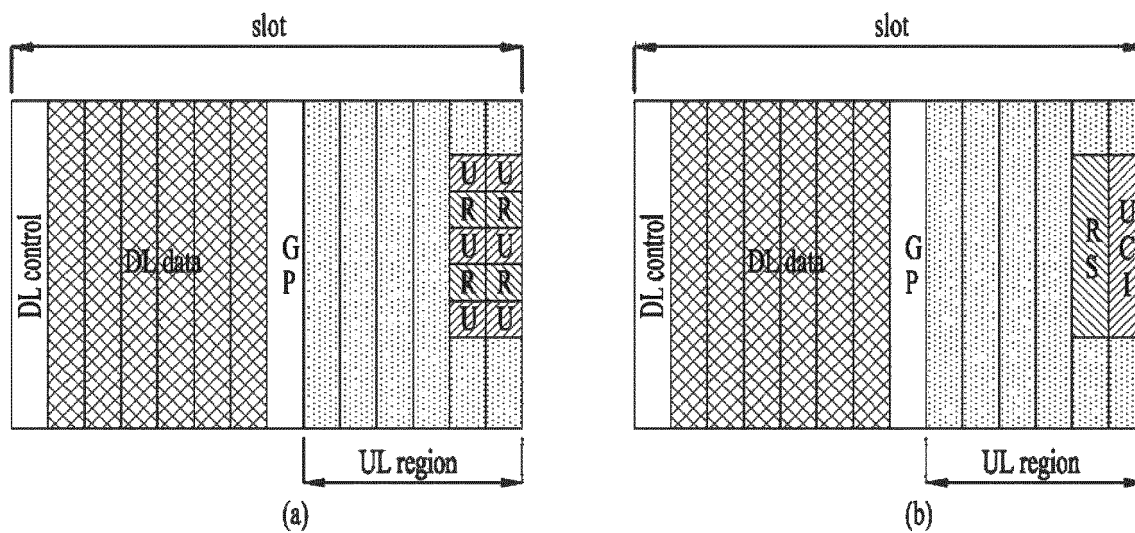 slot
DL control
DL data
G
P
U U
R R
U U
R R
U U
UL region
(a)
slot
DL control
DL data
G
P
R
S
U
C
I
UL region
(b)